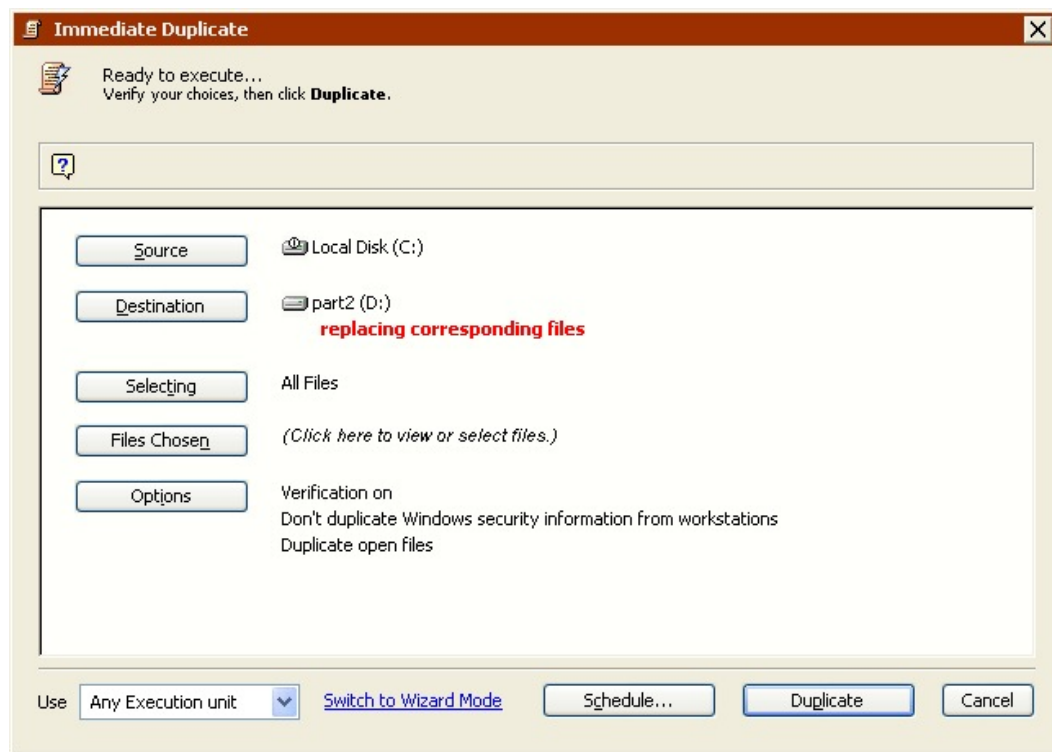 Immediate Duplicate
Ready to execute...
Verify your choices, then click Duplicate.
Source
Local Disk (C:)
Destination
part2 (D:)
replacing corresponding files
Selecting
All Files
Files Chosen
(Click here to view or select files.)
Options
Verification on
Don't duplicate Windows security information from workstations
Duplicate open files
Use
Any Execution unit
Switch to Wizard Mode
Schedule...
Duplicate
Cancel